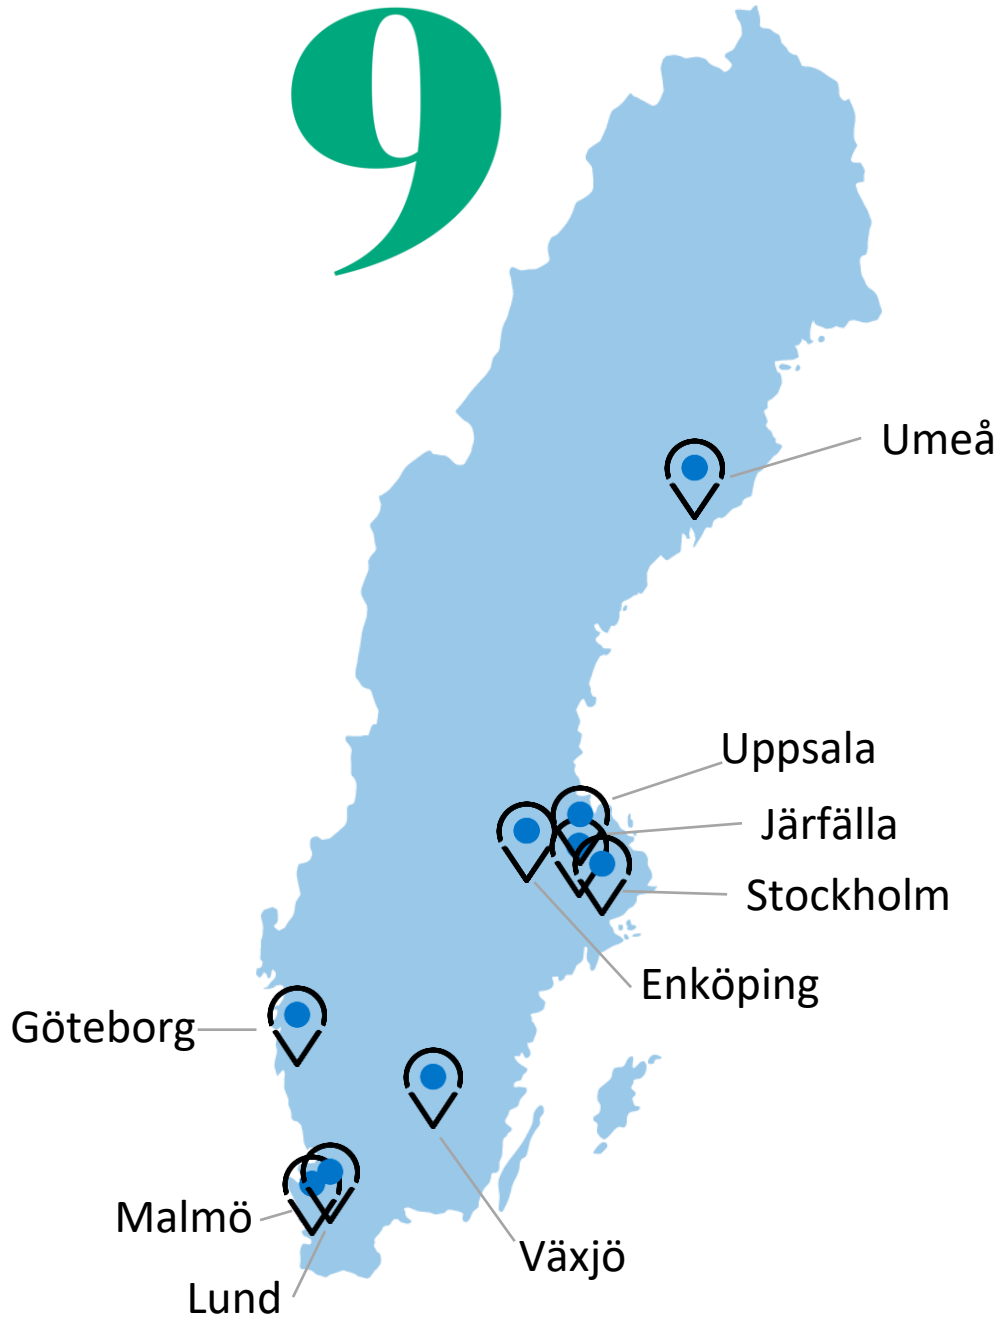 9
Umeå
Uppsala
Järfälla
Stockholm
Enköping
Göteborg
Malmö
Växjö
Lund